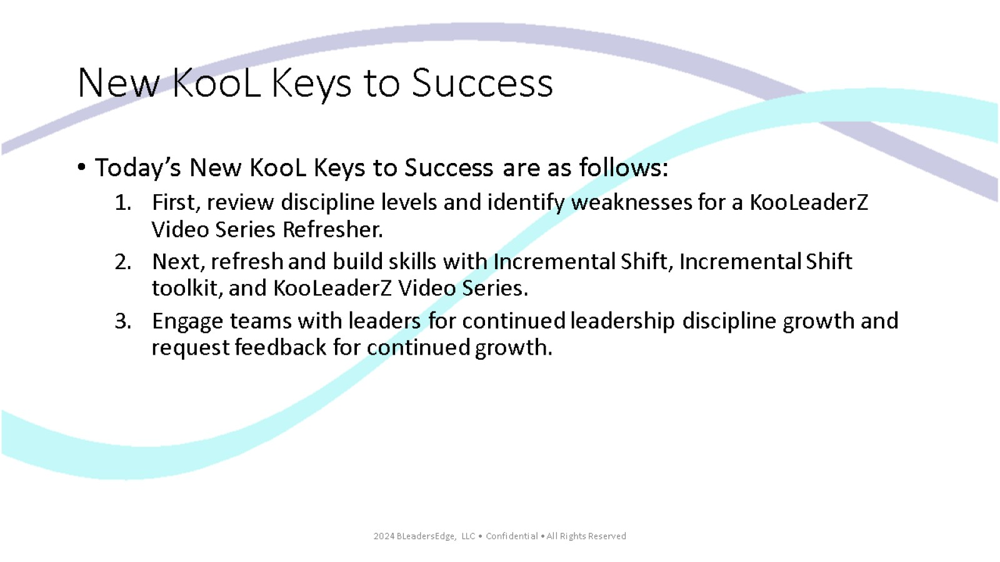 New KooL Keys to Success
• Today’s New KooL Keys to Success are as follows:
1. First, review discipline levels and identify weaknesses for a KooLeaderZ
Video Series Refresher.
2. Next, refresh and build skills with Incremental Shift, Incremental Shift
toolkit, and KooLeaderZ Video Series.
3. Engage teams with leaders for continued leadership discipline growth and
request feedback for continued growth.
2024 BLeadersEdge, LLC • Confidential • All Rights Reserved